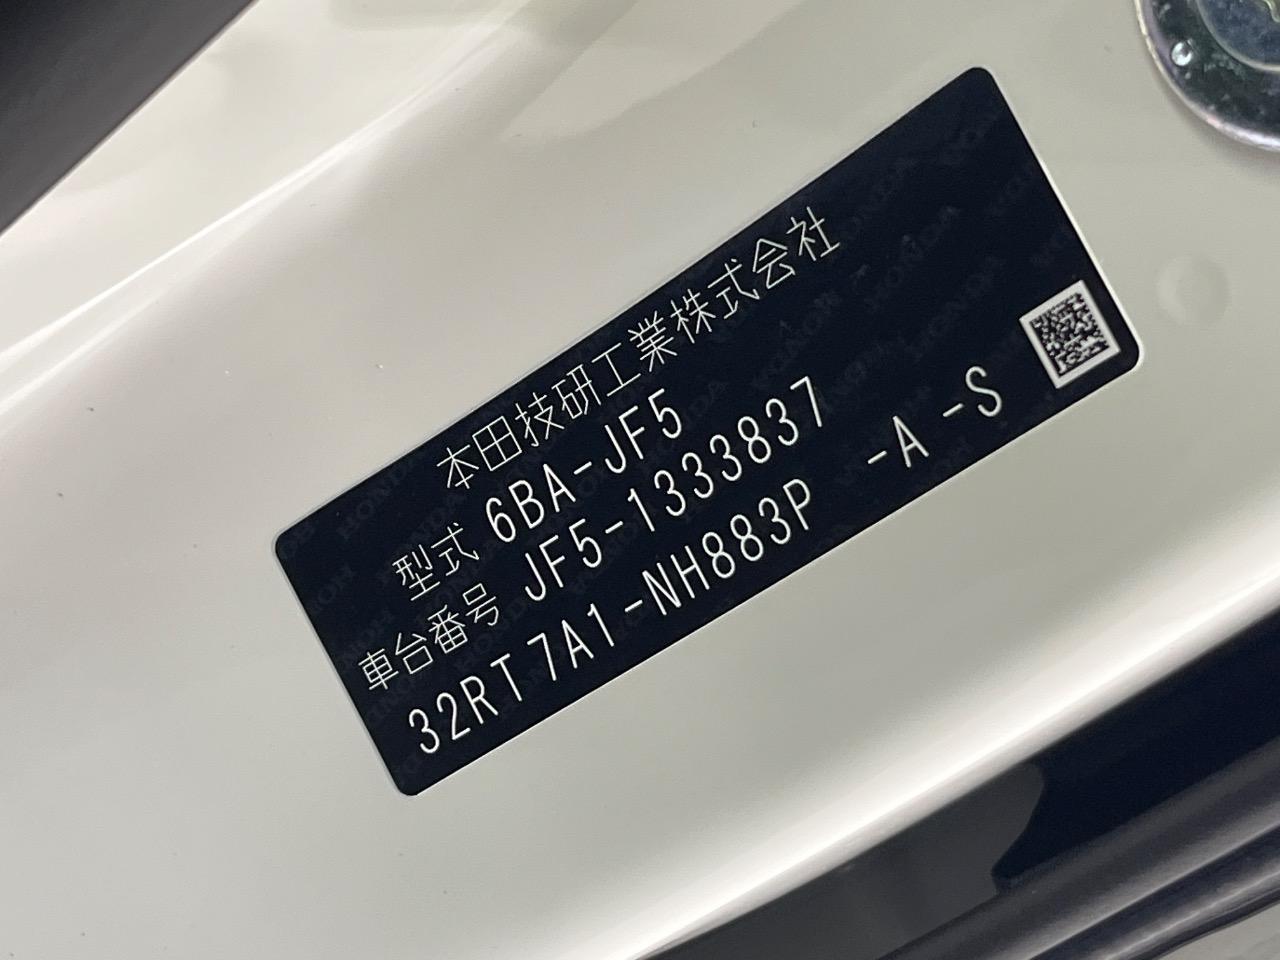 本田技研工業株式会社
型式 6BA-JF5
車台番号 JF5-1333837
32RT7A1-NH883P -A -S